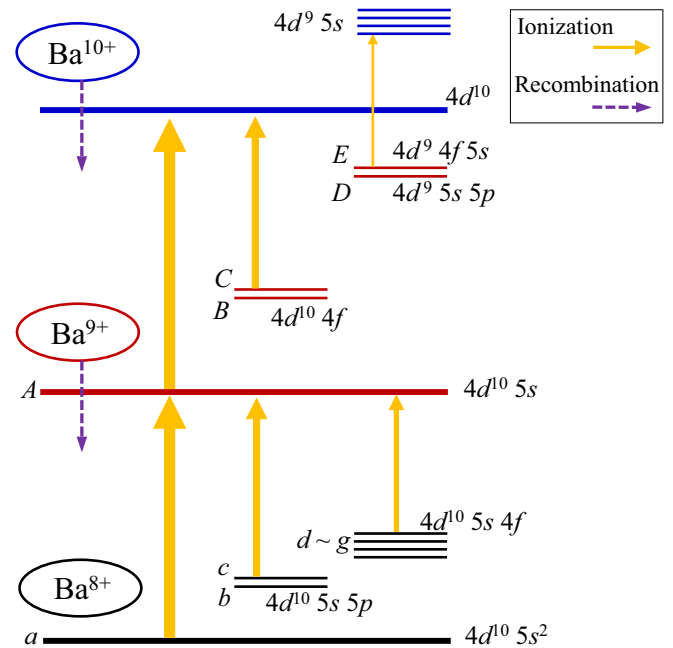 4d⁹ 5s
Ionization
Ba¹⁰⁺
Recombination
4d¹⁰
E 4d⁹ 4f 5s
D 4d⁹ 5s 5p
C
B 4d¹⁰ 4f
Ba⁹⁺
A 4d¹⁰ 5s
4d¹⁰ 5s 4f
d ~ g
c
Ba⁸⁺
b 4d¹⁰ 5s 5p
a 4d¹⁰ 5s²